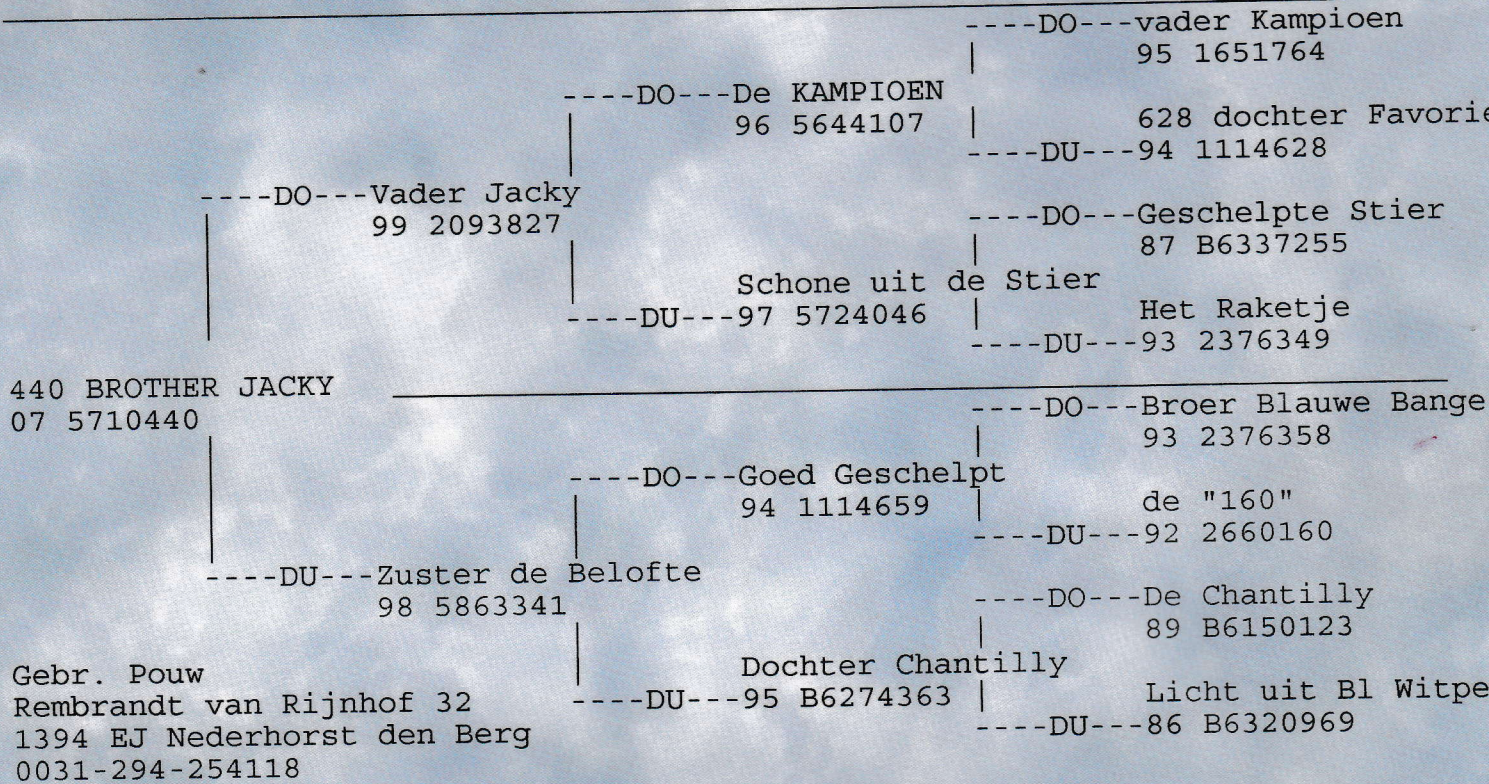 ----DO---vader Kampioen
95 1651764
----DO---De KAMPIOEN
96 5644107
628 dochter Favorie
----DU---94 1114628
----DO---Vader Jacky
99 2093827
----DO---Geschelpte Stier
87 B6337255
Schone uit de Stier
----DU---97 5724046
Het Raketje
----DU---93 2376349
440 BROTHER JACKY
07 5710440
----DO---Broer Blauwe Bange
93 2376358
----DO---Goed Geschelpt
94 1114659
de "160"
----DU---92 2660160
----DU---Zuster de Belofte
98 5863341
----DO---De Chantilly
89 B6150123
Dochter Chantilly
----DU---95 B6274363
Licht uit Bl Witpe
----DU---86 B6320969
Gebr. Pouw
Rembrandt van Rijnhof 32
1394 EJ Nederhorst den Berg
0031-294-254118